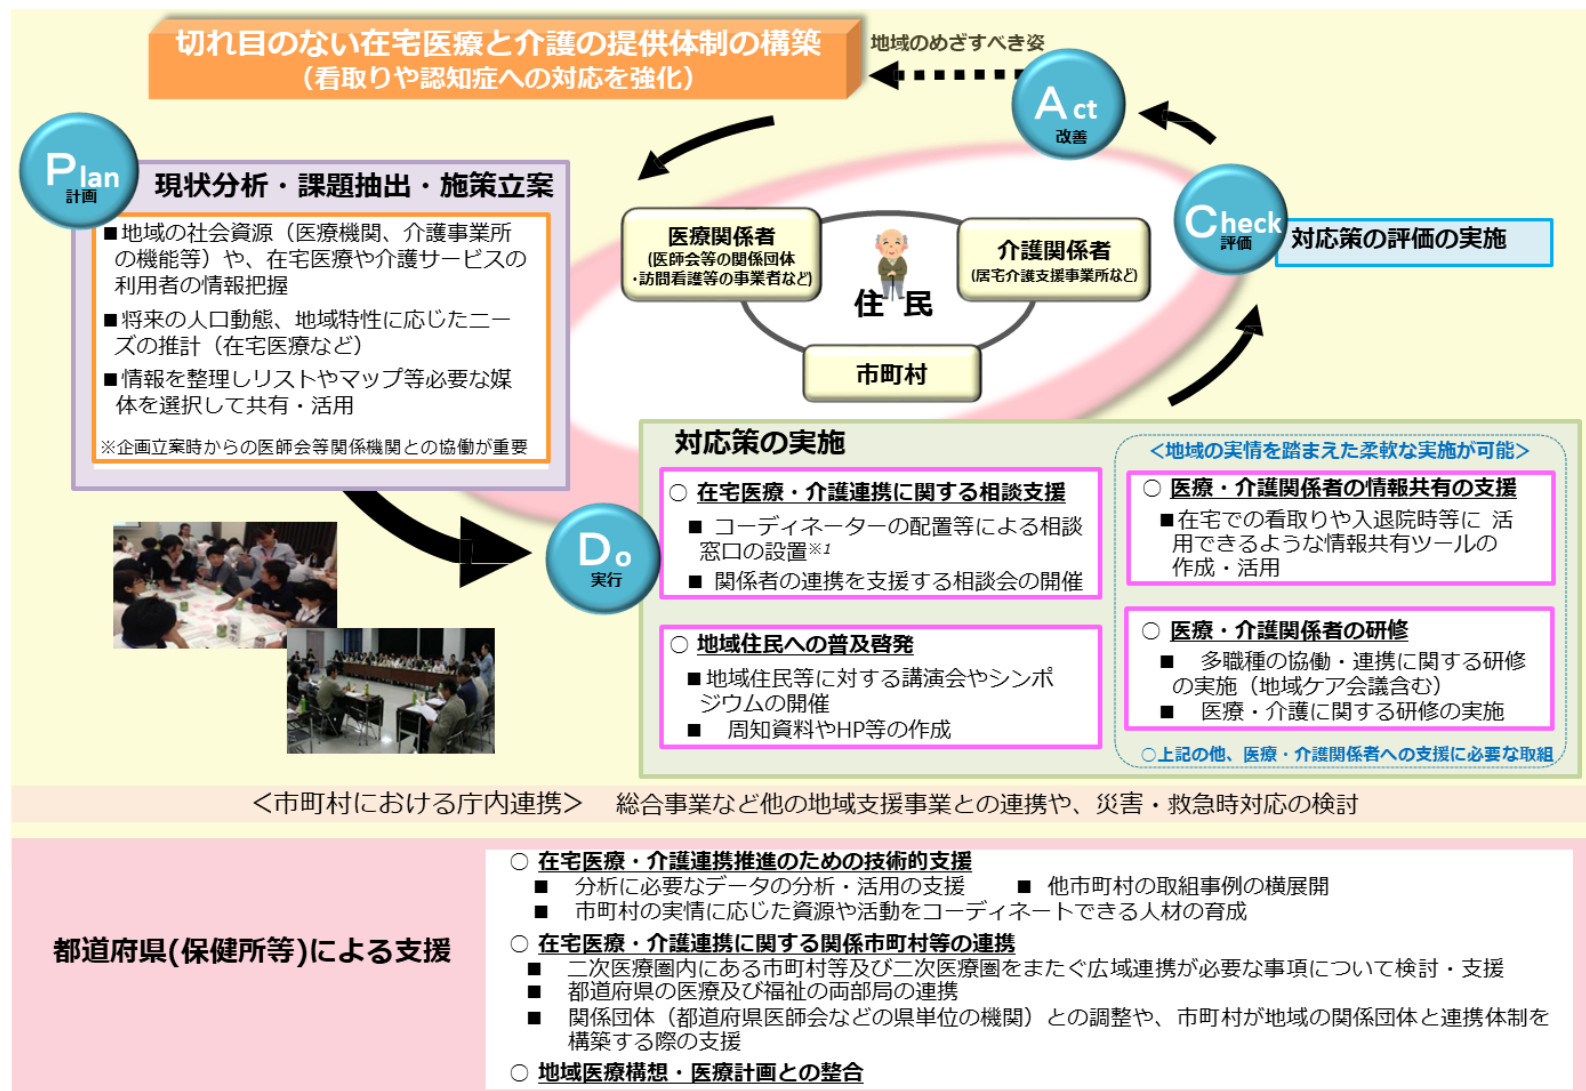 切れ目のない在宅医療と介護の提供体制の構築
（看取りや認知症への対応を強化）
地域のめざすべき姿
Act
改善
Plan
計画
現状分析・課題抽出・施策立案
■地域の社会資源（医療機関、介護事業所
の機能等）や、在宅医療や介護サービスの
利用者の情報把握
■将来の人口動態、地域特性に応じたニー
ズの推計（在宅医療など）
■情報を整理しリストやマップ等必要な媒
体を選択して共有・活用
※企画立案時からの医師会等関係機関との協働が重要
医療関係者
(医師会等の関係団体
・訪問看護等の事業者など)
介護関係者
(居宅介護支援事業所など)
住民
市町村
Check
評価
対応策の評価の実施
Do
実行
対応策の実施
○ 在宅医療・介護連携に関する相談支援
■ コーディネーターの配置等による相談
窓口の設置※1
■ 関係者の連携を支援する相談会の開催
○ 地域住民への普及啓発
■地域住民等に対する講演会やシンポ
ジウムの開催
■ 周知資料やHP等の作成
＜地域の実情を踏まえた柔軟な実施が可能＞
○ 医療・介護関係者の情報共有の支援
■在宅での看取りや入退院時等に 活
用できるような情報共有ツールの
作成・活用
○ 医療・介護関係者の研修
■ 多職種の協働・連携に関する研修
の実施（地域ケア会議含む）
■ 医療・介護に関する研修の実施
○上記の他、医療・介護関係者への支援に必要な取組
＜市町村における庁内連携＞ 総合事業など他の地域支援事業との連携や、災害・救急時対応の検討
都道府県(保健所等)による支援
○ 在宅医療・介護連携推進のための技術的支援
■ 分析に必要なデータの分析・活用の支援 ■ 他市町村の取組事例の横展開
■ 市町村の実情に応じた資源や活動をコーディネートできる人材の育成
○ 在宅医療・介護連携に関する関係市町村等の連携
■ 二次医療圏内にある市町村等及び二次医療圏をまたぐ広域連携が必要な事項について検討・支援
■ 都道府県の医療及び福祉の両部局の連携
■ 関係団体（都道府県医師会などの県単位の機関）との調整や、市町村が地域の関係団体と連携体制を
構築する際の支援
○ 地域医療構想・医療計画との整合